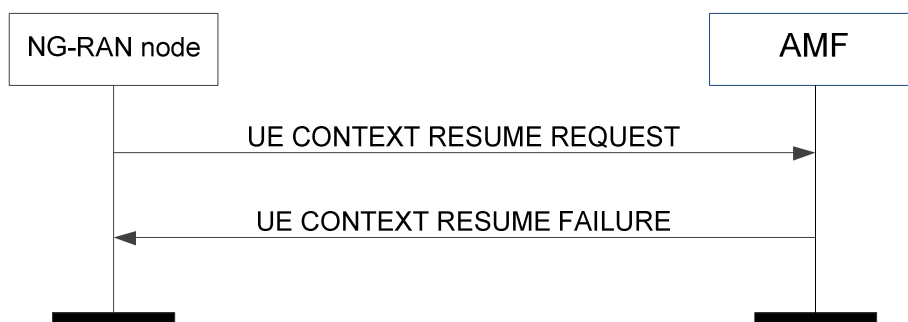 NG-RAN node
AMF
UE CONTEXT RESUME REQUEST
UE CONTEXT RESUME FAILURE